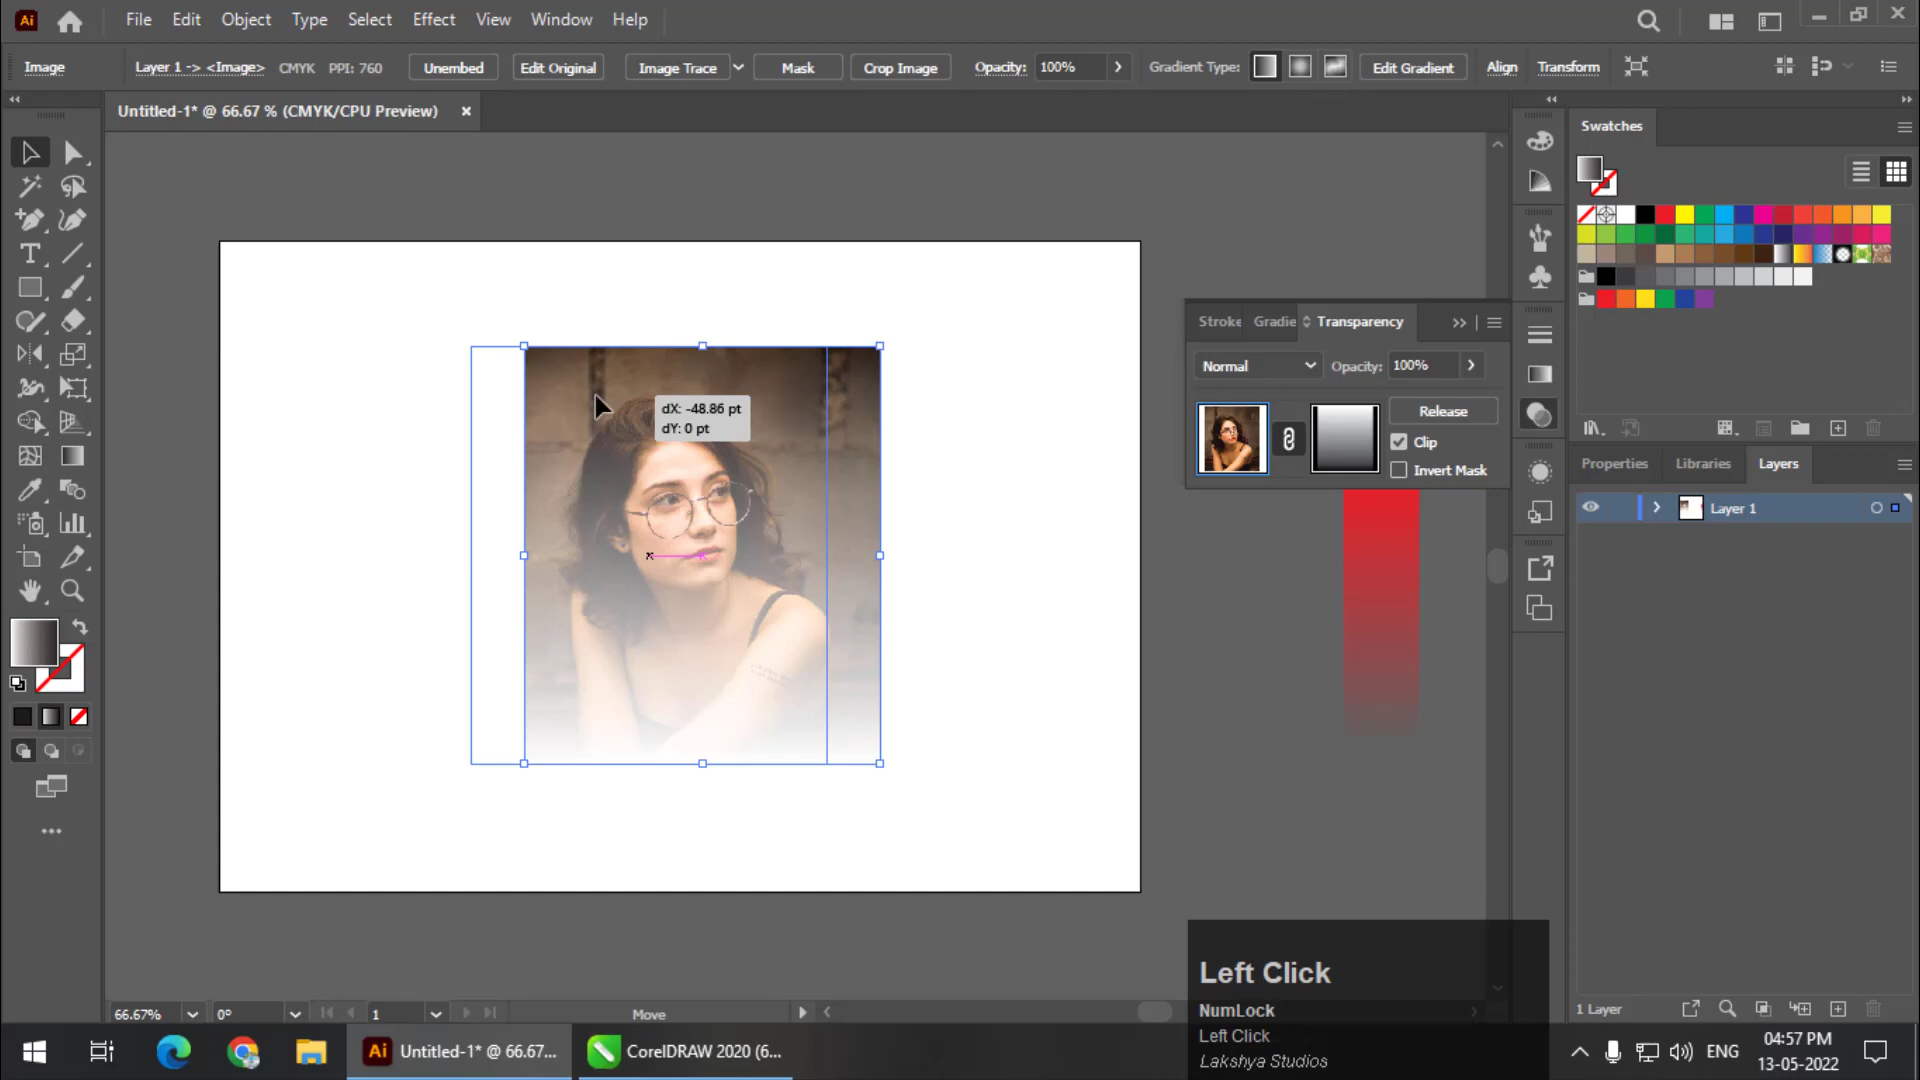 Ai File Edit Object Type Select Effect View Window Help
Image Layer 1 -> <Image> CMYK PPI: 760 Unembed Edit Original Image Trace Mask Crop Image Opacity: 100% Gradient Type: Edit Gradient Align Transform
Untitled-1* @ 66.67 % (CMYK/CPU Preview)
Swatches
dX: -48.86 pt
dY: 0 pt
Stroke Gradie Transparency
Normal Opacity: 100%
Release
Clip
Invert Mask
Properties Libraries Layers
Layer 1
Left Click
NumLock
Left Click
Lakshya Studios
66.67% 0° 1 Move
1 Layer
Ai Untitled-1* @ 66.67... CorelDRAW 2020 (6... ENG 04:57 PM
13-05-2022